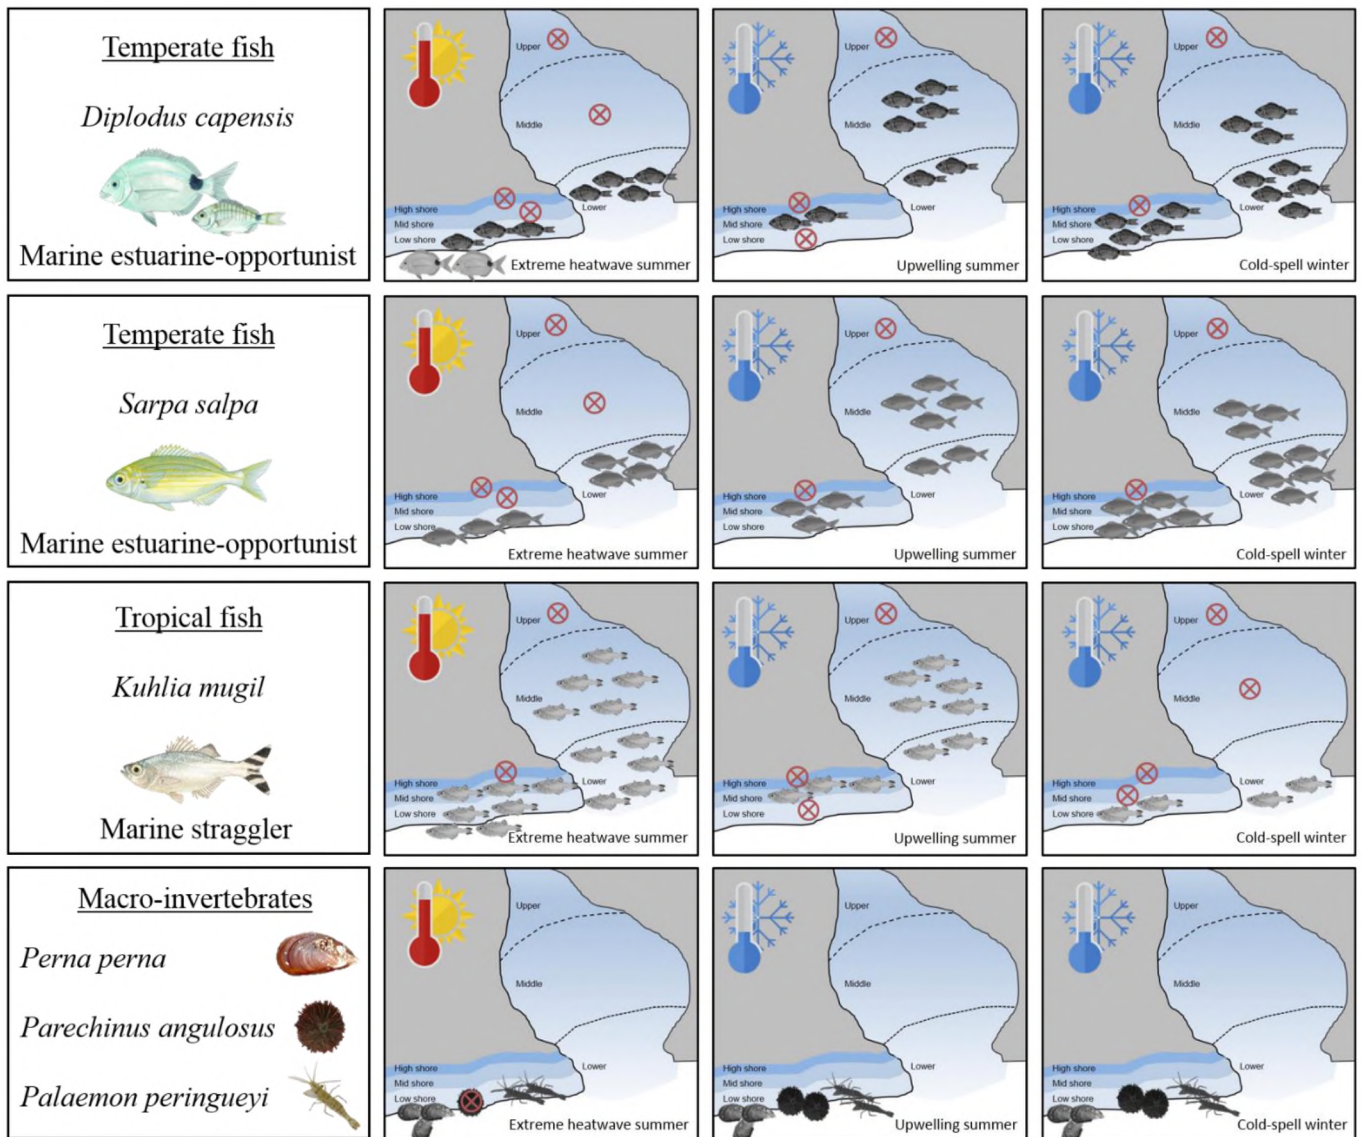 Temperate fish
Diplodus capensis
Marine estuarine-opportunist
Upper
Middle
Lower
High shore
Mid shore
Low shore
Extreme heatwave summer
Upper
Middle
Lower
High shore
Mid shore
Low shore
Upwelling summer
Upper
Middle
Lower
High shore
Mid shore
Low shore
Cold-spell winter
Temperate fish
Sarpa salpa
Marine estuarine-opportunist
Upper
Middle
Lower
High shore
Mid shore
Low shore
Extreme heatwave summer
Upper
Middle
Lower
High shore
Mid shore
Low shore
Upwelling summer
Upper
Middle
Lower
High shore
Mid shore
Low shore
Cold-spell winter
Tropical fish
Kuhlia mugil
Marine straggler
Upper
Middle
Lower
High shore
Mid shore
Low shore
Extreme heatwave summer
Upper
Middle
Lower
High shore
Mid shore
Low shore
Upwelling summer
Upper
Middle
Lower
High shore
Mid shore
Low shore
Cold-spell winter
Macro-invertebrates
Perna perna
Parechinus angulosus
Palaemon peringueyi
Upper
Middle
Lower
High shore
Mid shore
Low shore
Extreme heatwave summer
Upper
Middle
Lower
High shore
Mid shore
Low shore
Upwelling summer
Upper
Middle
Lower
High shore
Mid shore
Low shore
Cold-spell winter